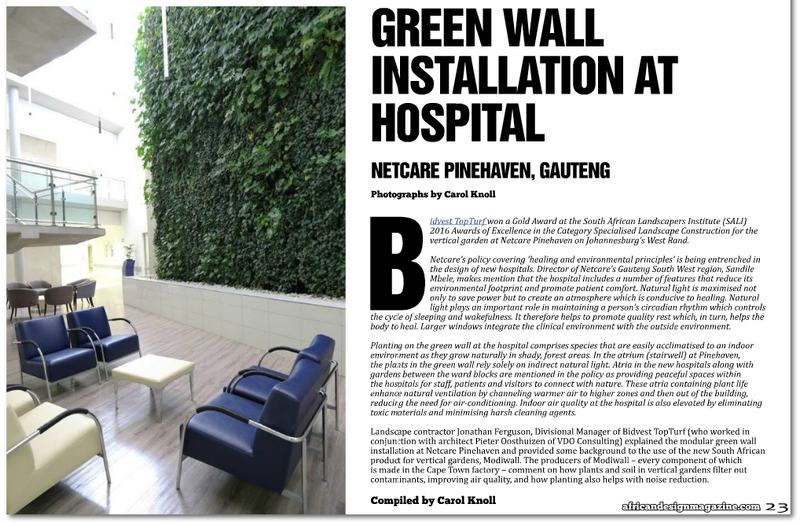 GREEN WALL
INSTALLATION AT
HOSPITAL
NETCARE PINEHAVEN, GAUTENG
Photographs by Carol Knoll
Bidvest TopTurf won a Gold Award at the South African Landscapers Institute (SALI)
2016 Awards of Excellence in the Category Specialised Landscape Construction for the
vertical garden at Netcare Pinehaven on Johannesburg's West Rand.
Netcare's policy covering 'healing and environmental principles' is being entrenched in
the design of new hospitals. Director of Netcare's Gauteng South West region, Sandile
Mbele, makes mention that the hospital includes a number of features that reduce its
environmental footprint and promote patient comfort. Natural light is maximised not
only to save power but to create an atmosphere which is conducive to healing. Natural
light plays an important role in maintaining a person's circadian rhythm which controls
the cycle of sleeping and wakefulness. It therefore helps to promote quality rest which, in turn, helps the
body to heal. Larger windows integrate the clinical environment with the outside environment.
Planting on the green wall at the hospital comprises species that are easily acclimatised to an indoor
environment as they grow naturally in shady, forest areas. In the atrium (stairwell) at Pinehaven,
the plants in the green wall rely solely on indirect natural light. Atria in the new hospitals along with
gardens between the ward blocks are mentioned in the policy as providing peaceful spaces within
the hospitals for staff, patients and visitors to connect with nature. These atria containing plant life
enhance natural ventilation by channeling warmer air to higher zones and then out of the building,
reducing the need for air-conditioning. Indoor air quality at the hospital is also elevated by eliminating
toxic materials and minimising harsh cleaning agents.
Landscape contractor Jonathan Ferguson, Divisional Manager of Bidvest TopTurf (who worked in
conjunction with architect Pieter Oosthuizen of VDO Consulting) explained the modular green wall
installation at Netcare Pinehaven and provided some background to the use of the new South African
product for vertical gardens, Modiwall. The producers of Modiwall – every component of which
is made in the Cape Town factory – comment on how plants and soil in vertical gardens filter out
contaminants, improving air quality, and how planting also helps with noise reduction.
Compiled by Carol Knoll
africandesignmagazine.com 23